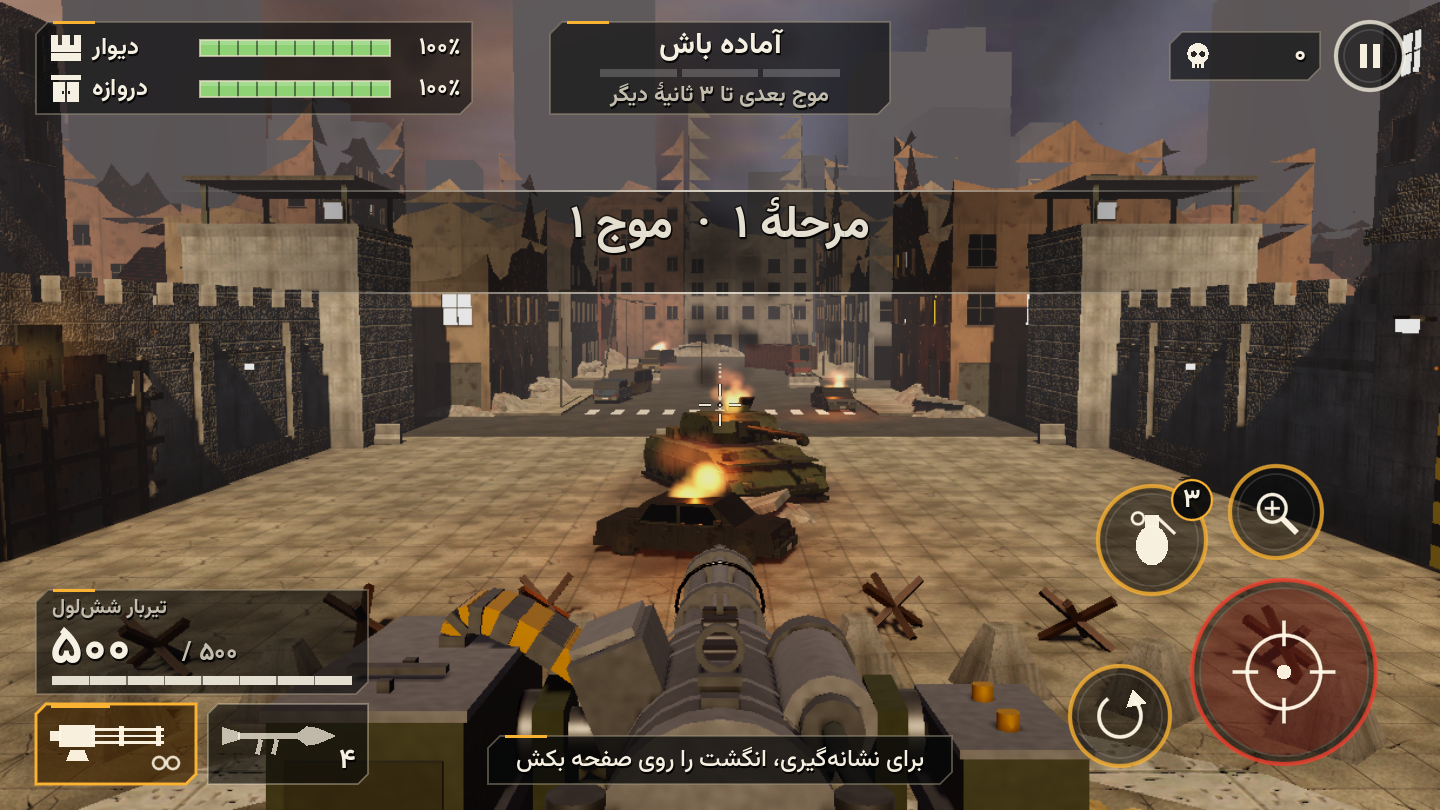 دیوار ۱۰۰٪
دروازه ۱۰۰٪
آماده باش
موج بعدی تا ۳ ثانیهٔ دیگر
۰
مرحلهٔ ۱ · موج ۱
۳
تیربار شش‌لول
۵۰۰ / ۵۰۰
∞
۴
برای نشانه‌گیری، انگشت را روی صفحه بکش